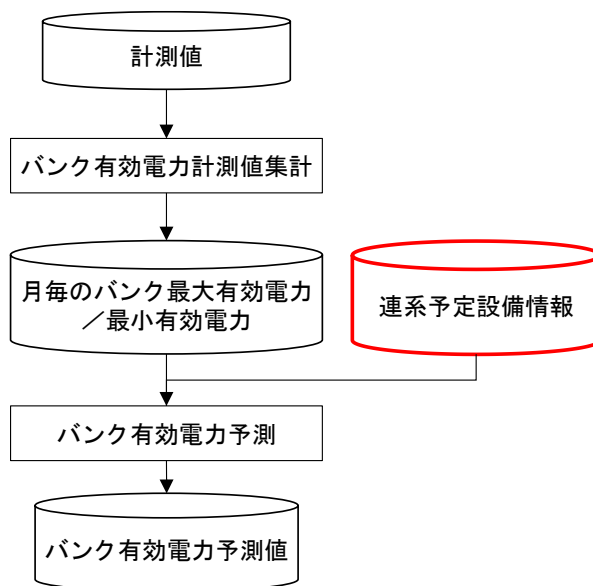 計測値
バンク有効電力計測値集計
月毎のバンク最大有効電力
／最小有効電力
連系予定設備情報
バンク有効電力予測
バンク有効電力予測値